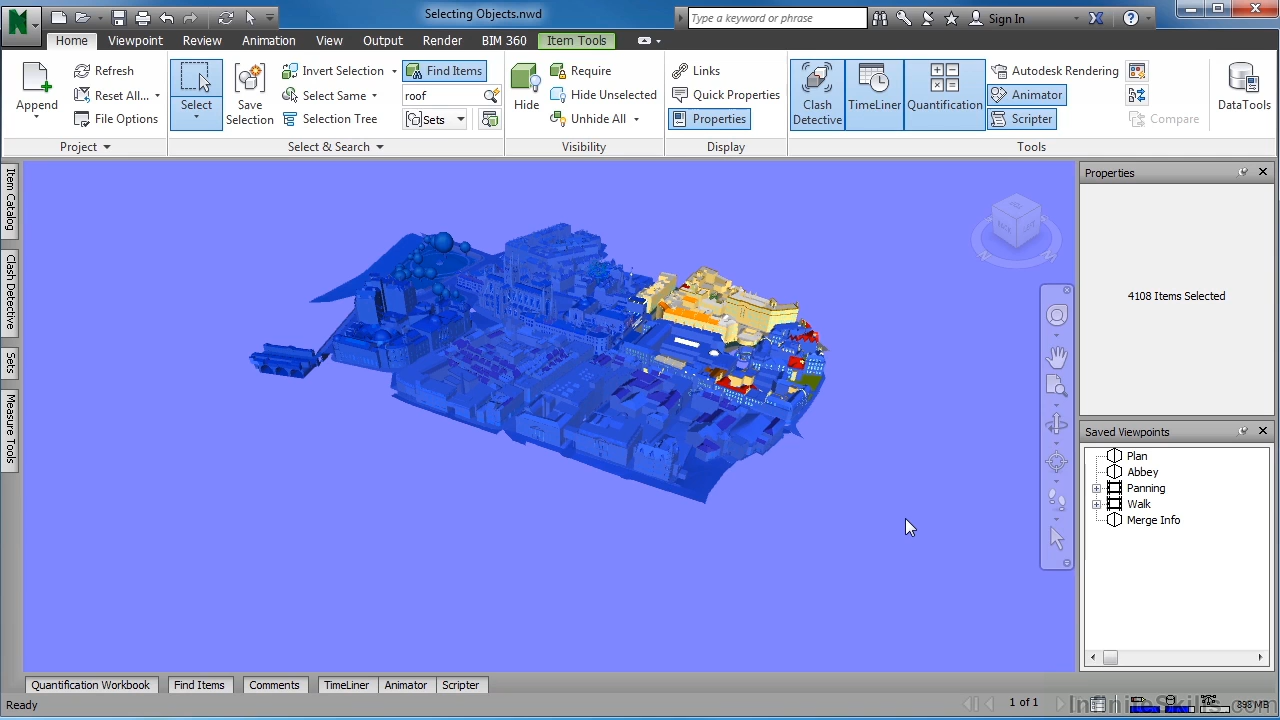 Selecting Objects.nwd
Type a keyword or phrase
Sign In
Home Viewpoint Review Animation View Output Render BIM 360 Item Tools
Append
Refresh
Reset All...
File Options
Project
Select
Save Selection
Invert Selection
Select Same
Selection Tree
Find Items
roof
Sets
Select & Search
Hide
Require
Hide Unselected
Unhide All
Visibility
Links
Quick Properties
Properties
Display
Clash Detective
TimeLiner
Quantification
Autodesk Rendering
Animator
Scripter
Compare
Tools
DataTools
Item Catalog
Clash Detective
Sets
Measure Tools
Properties
4108 Items Selected
Saved Viewpoints
Plan
Abbey
Panning
Walk
Merge Info
Quantification Workbook Find Items Comments TimeLiner Animator Scripter
Ready
1 of 1
InfiniteSkills.com